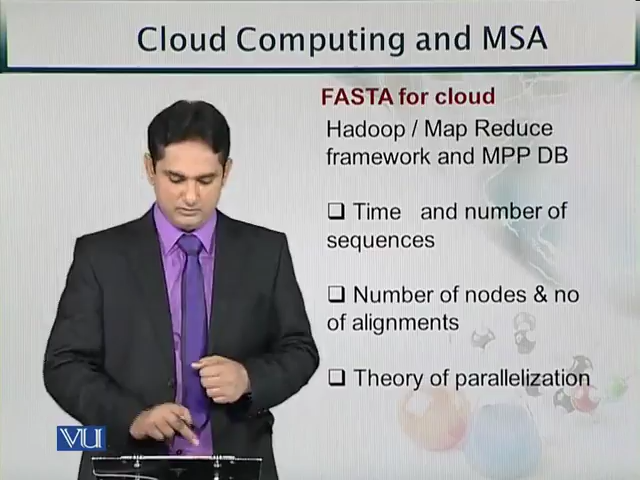 Cloud Computing and MSA
FASTA for cloud
Hadoop / Map Reduce
framework and MPP DB
Time and number of
sequences
Number of nodes & no
of alignments
Theory of parallelization
VU